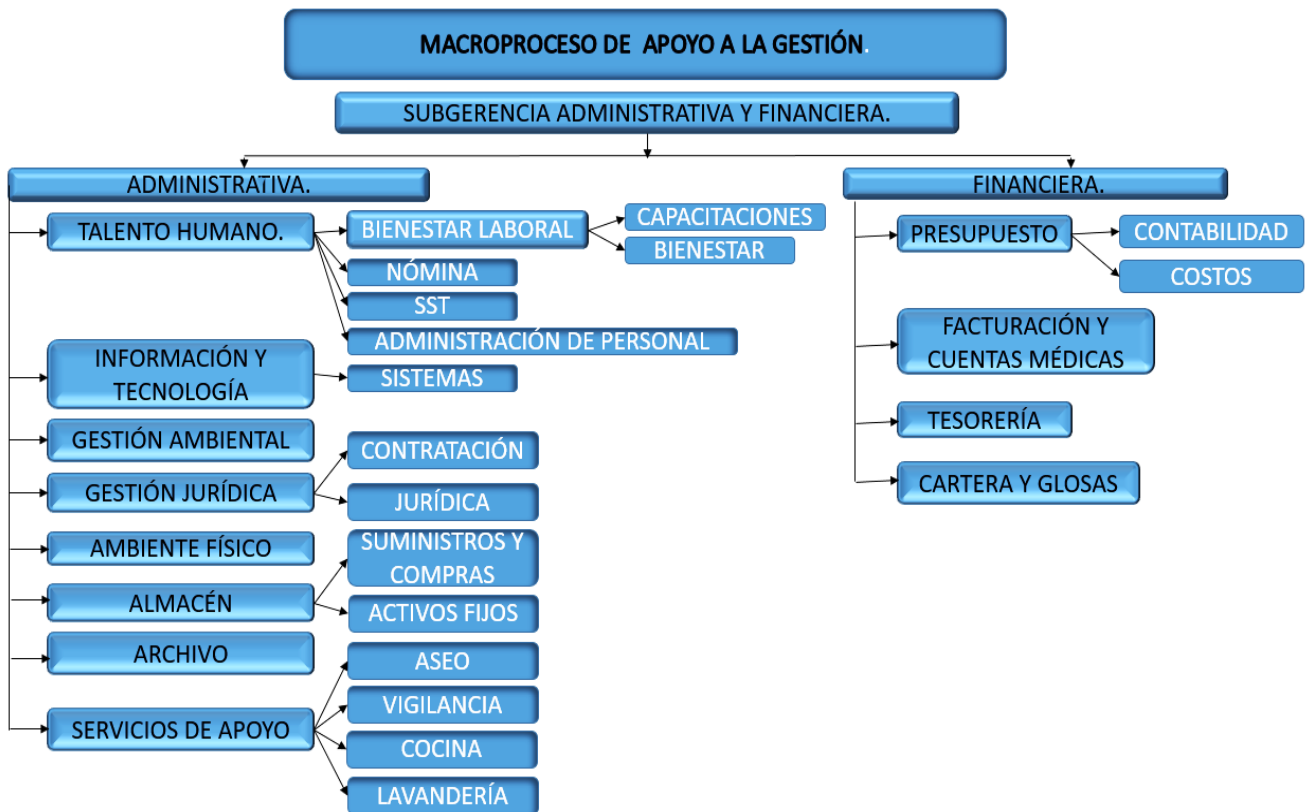 MACROPROCESO DE APOYO A LA GESTIÓN.
SUBGERENCIA ADMINISTRATIVA Y FINANCIERA.
ADMINISTRATIVA.
TALENTO HUMANO.
BIENESTAR LABORAL
CAPACITACIONES
BIENESTAR
NÓMINA
SST
ADMINISTRACIÓN DE PERSONAL
INFORMACIÓN Y
TECNOLOGÍA
SISTEMAS
GESTIÓN AMBIENTAL
GESTIÓN JURÍDICA
CONTRATACIÓN
JURÍDICA
AMBIENTE FÍSICO
ALMACÉN
SUMINISTROS Y
COMPRAS
ACTIVOS FIJOS
ARCHIVO
SERVICIOS DE APOYO
ASEO
VIGILANCIA
COCINA
LAVANDERÍA
FINANCIERA.
PRESUPUESTO
CONTABILIDAD
COSTOS
FACTURACIÓN Y
CUENTAS MÉDICAS
TESORERÍA
CARTERA Y GLOSAS